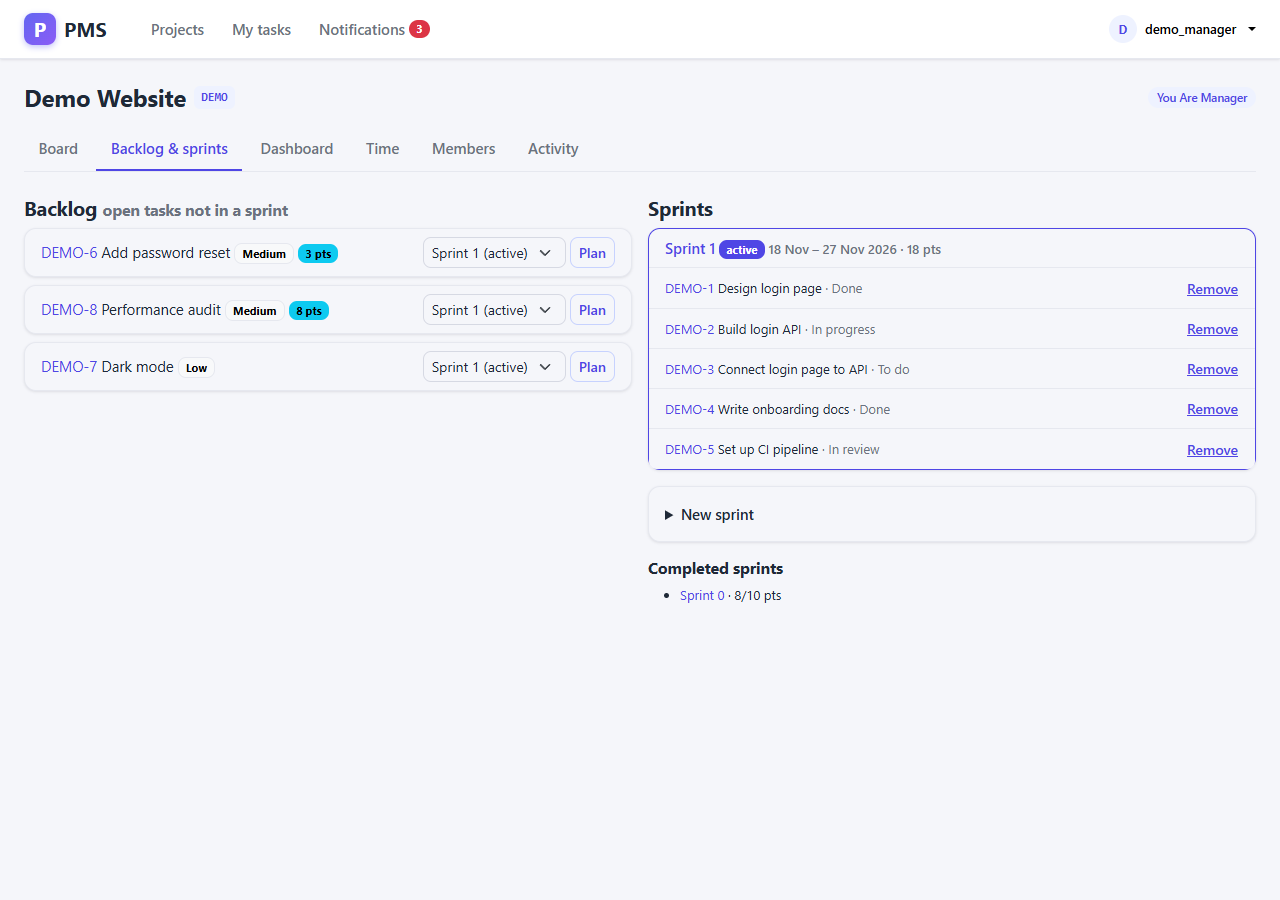 P PMS Projects My tasks Notifications 3 D demo_manager
Demo Website DEMO You Are Manager
Board Backlog & sprints Dashboard Time Members Activity
Backlog open tasks not in a sprint
DEMO-6 Add password reset Medium 3 pts Sprint 1 (active) Plan
DEMO-8 Performance audit Medium 8 pts Sprint 1 (active) Plan
DEMO-7 Dark mode Low Sprint 1 (active) Plan
Sprints
Sprint 1 active 18 Nov – 27 Nov 2026 · 18 pts
DEMO-1 Design login page · Done Remove
DEMO-2 Build login API · In progress Remove
DEMO-3 Connect login page to API · To do Remove
DEMO-4 Write onboarding docs · Done Remove
DEMO-5 Set up CI pipeline · In review Remove
New sprint
Completed sprints
Sprint 0 · 8/10 pts